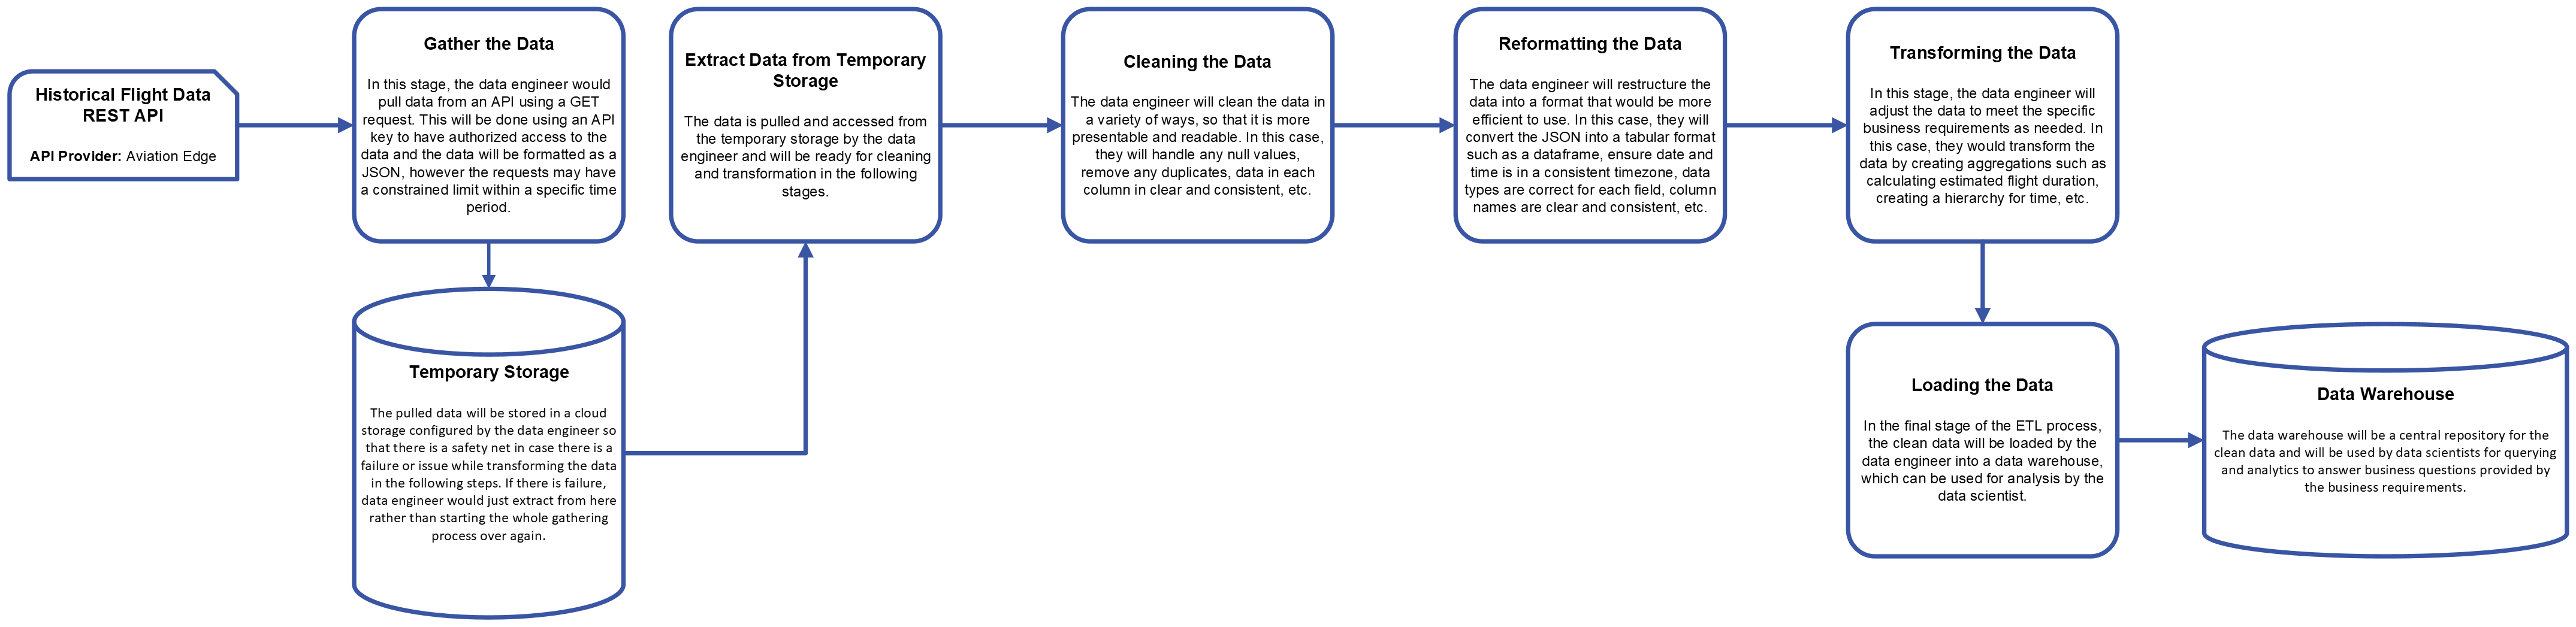 Historical Flight Data
REST API
API Provider: Aviation Edge
Gather the Data
In this stage, the data engineer would
pull data from an API using a GET
request. This will be done using an API
key to have authorized access to the
data and the data will be formatted as a
JSON, however the requests may have
a constrained limit within a specific time
period.
Temporary Storage
The pulled data will be stored in a cloud
storage configured by the data engineer so
that there is a safety net in case there is a
failure or issue while transforming the data
in the following steps. If there is failure,
data engineer would just extract from here
rather than starting the whole gathering
process over again.
Extract Data from Temporary
Storage
The data is pulled and accessed from
the temporary storage by the data
engineer and will be ready for cleaning
and transformation in the following
stages.
Cleaning the Data
The data engineer will clean the data in
a variety of ways, so that it is more
presentable and readable. In this case,
they will handle any null values,
remove any duplicates, data in each
column in clear and consistent, etc.
Reformatting the Data
The data engineer will restructure the
data into a format that would be more
efficient to use. In this case, they will
convert the JSON into a tabular format
such as a dataframe, ensure date and
time is in a consistent timezone, data
types are correct for each field, column
names are clear and consistent, etc.
Transforming the Data
In this stage, the data engineer will
adjust the data to meet the specific
business requirements as needed. In
this case, they would transform the
data by creating aggregations such as
calculating estimated flight duration,
creating a hierarchy for time, etc.
Loading the Data
In the final stage of the ETL process,
the clean data will be loaded by the
data engineer into a data warehouse,
which can be used for analysis by the
data scientist.
Data Warehouse
The data warehouse will be a central repository for the
clean data and will be used by data scientists for querying
and analytics to answer business questions provided by
the business requirements.